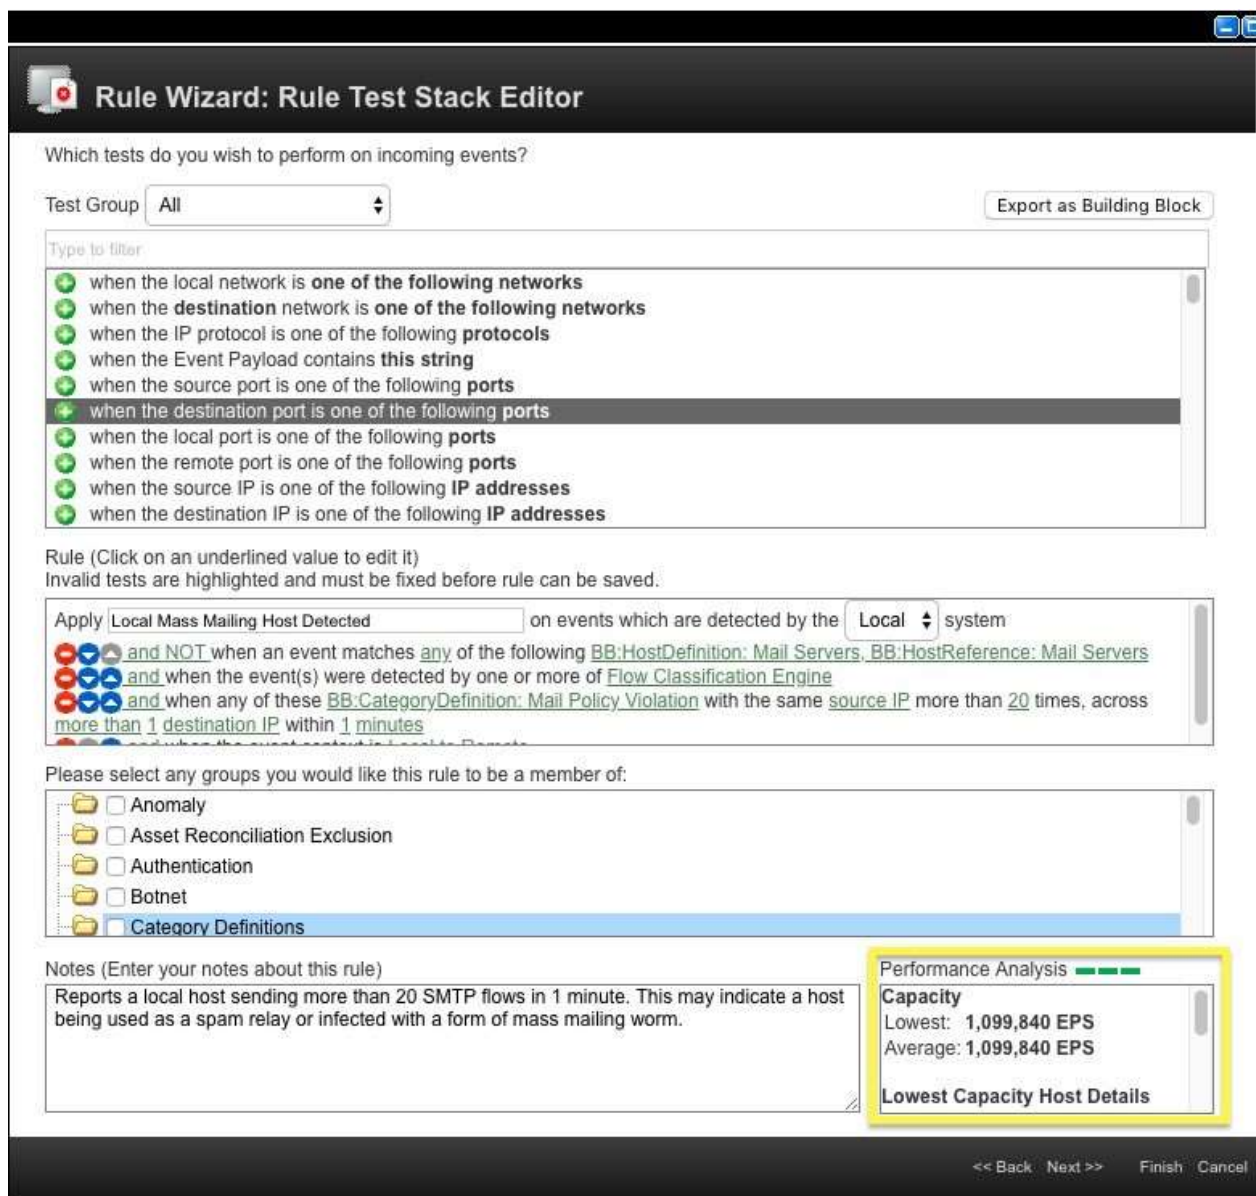 Rule Wizard: Rule Test Stack Editor
Which tests do you wish to perform on incoming events?
Test Group All
Export as Building Block
Type to filter
when the local network is one of the following networks
when the destination network is one of the following networks
when the IP protocol is one of the following protocols
when the Event Payload contains this string
when the source port is one of the following ports
when the destination port is one of the following ports
when the local port is one of the following ports
when the remote port is one of the following ports
when the source IP is one of the following IP addresses
when the destination IP is one of the following IP addresses
Rule (Click on an underlined value to edit it)
Invalid tests are highlighted and must be fixed before rule can be saved.
Apply Local Mass Mailing Host Detected on events which are detected by the Local system
and NOT when an event matches any of the following BB:HostDefinition: Mail Servers, BB:HostReference: Mail Servers
and when the event(s) were detected by one or more of Flow Classification Engine
and when any of these BB:CategoryDefinition: Mail Policy Violation with the same source IP more than 20 times, across
more than 1 destination IP within 1 minutes
and when the event context is Local to Remote
Please select any groups you would like this rule to be a member of:
Anomaly
Asset Reconciliation Exclusion
Authentication
Botnet
Category Definitions
Notes (Enter your notes about this rule)
Reports a local host sending more than 20 SMTP flows in 1 minute. This may indicate a host
being used as a spam relay or infected with a form of mass mailing worm.
Performance Analysis
Capacity
Lowest: 1,099,840 EPS
Average: 1,099,840 EPS
Lowest Capacity Host Details
<< Back Next >> Finish Cancel